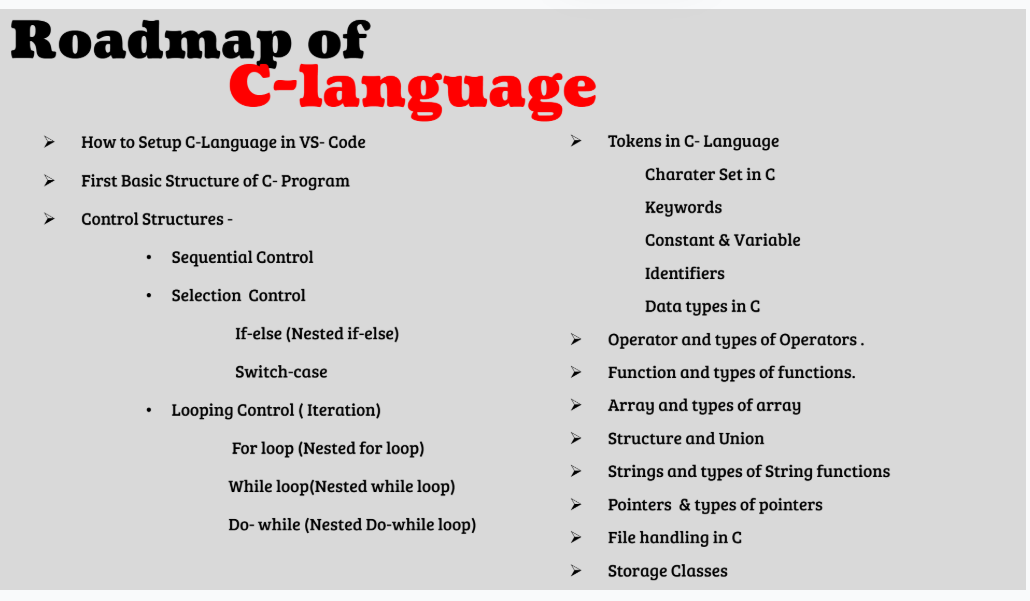 Roadmap of
C-language
How to Setup C-Language in VS- Code
First Basic Structure of C- Program
Control Structures -
Sequential Control
Selection Control
If-else (Nested if-else)
Switch-case
Looping Control ( Iteration)
For loop (Nested for loop)
While loop(Nested while loop)
Do- while (Nested Do-while loop)
Tokens in C- Language
Charater Set in C
Keywords
Constant & Variable
Identifiers
Data types in C
Operator and types of Operators .
Function and types of functions.
Array and types of array
Structure and Union
Strings and types of String functions
Pointers & types of pointers
File handling in C
Storage Classes